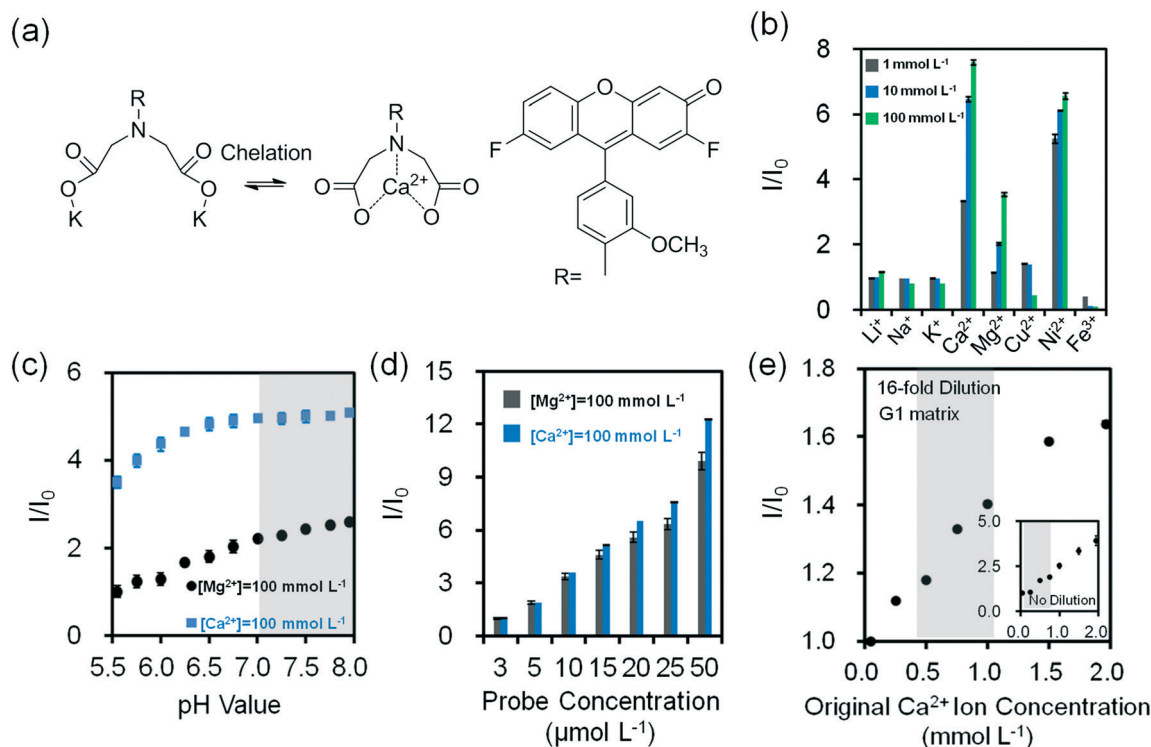 (a)
R
N
O
O
O
O
K
K
Chelation
R
N
Ca²⁺
O
O
O
O
O
O
F
F
OCH₃
R=
(b)
I/I₀
8
6
4
2
0
1 mmol L⁻¹
10 mmol L⁻¹
100 mmol L⁻¹
Li⁺
Na⁺
K⁺
Ca²⁺
Mg²⁺
Cu²⁺
Ni²⁺
Fe³⁺
(c)
I/I₀
6
4
2
0
[Mg²⁺]=100 mmol L⁻¹
[Ca²⁺]=100 mmol L⁻¹
5.5 6.0 6.5 7.0 7.5 8.0
pH Value
(d)
I/I₀
15
12
9
6
3
0
[Mg²⁺]=100 mmol L⁻¹
[Ca²⁺]=100 mmol L⁻¹
3 5 10 15 20 25 50
Probe Concentration
(μmol L⁻¹)
(e)
I/I₀
1.8
1.6
1.4
1.2
1.0
16-fold Dilution
G1 matrix
5.0
2.5
0.0
No Dilution
0.0 1.0 2.0
0.0 0.5 1.0 1.5 2.0
Original Ca²⁺ Ion Concentration
(mmol L⁻¹)